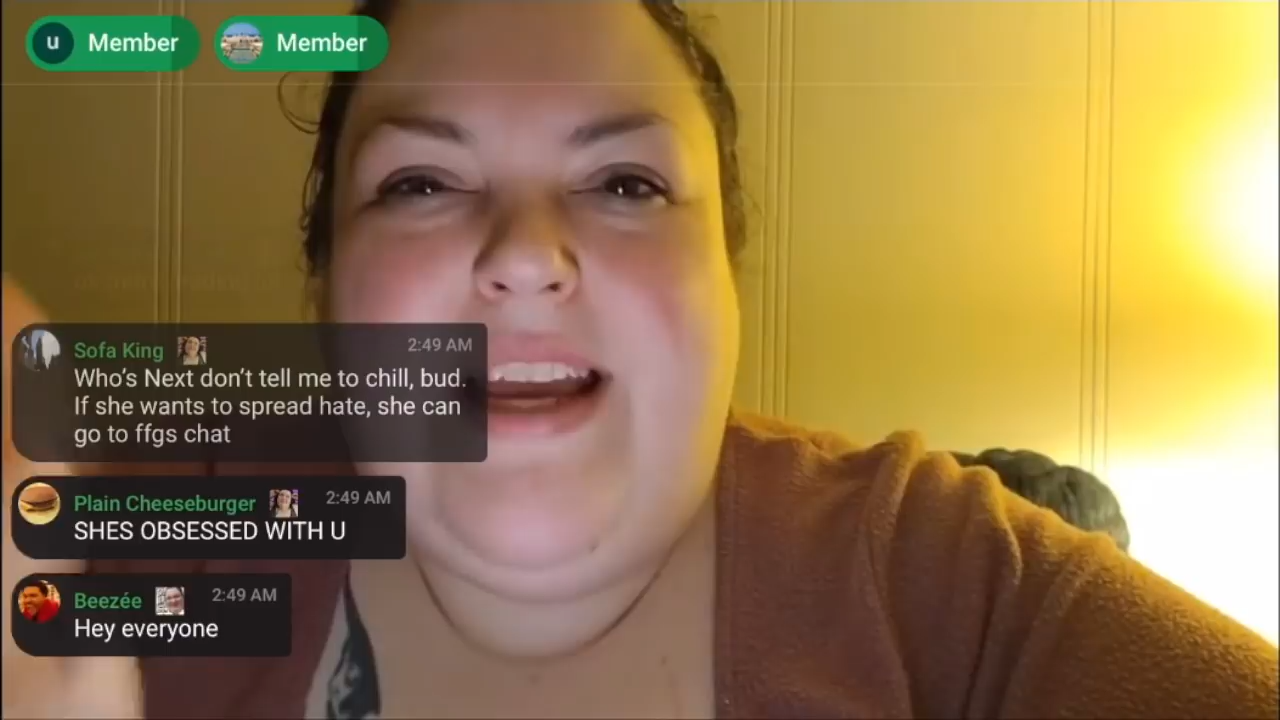 u Member Member
Sofa King 2:49 AM
Who's Next don't tell me to chill, bud.
If she wants to spread hate, she can
go to ffgs chat
Plain Cheeseburger 2:49 AM
SHES OBSESSED WITH U
Beezée 2:49 AM
Hey everyone